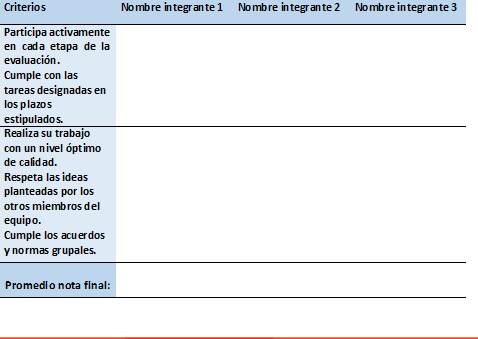 Criterios Nombre integrante 1 Nombre integrante 2 Nombre integrante 3
Participa activamente
en cada etapa de la
evaluación.
Cumple con las
tareas designadas en
los plazos
estipulados.
Realiza su trabajo
con un nivel óptimo
de calidad.
Respeta las ideas
planteadas por los
otros miembros del
equipo.
Cumple los acuerdos
y normas grupales.
Promedio nota final: